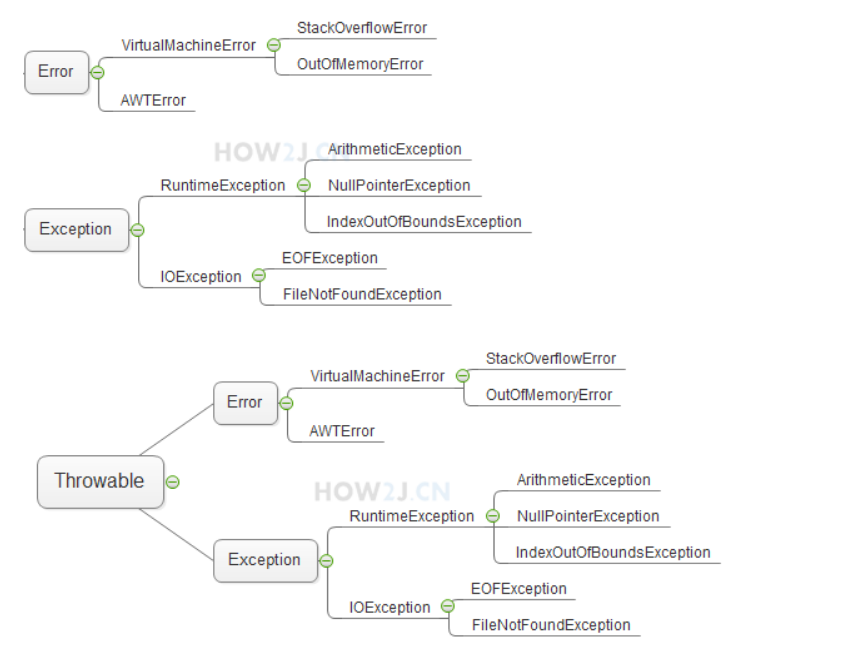 StackOverflowError
VirtualMachineError
OutOfMemoryError
Error
AWTError
HOW2J.CN
ArithmeticException
RuntimeException
NullPointerException
IndexOutOfBoundsException
Exception
EOFException
IOException
FileNotFoundException
StackOverflowError
VirtualMachineError
OutOfMemoryError
Error
AWTError
Throwable
HOW2J.CN
ArithmeticException
RuntimeException
NullPointerException
IndexOutOfBoundsException
Exception
EOFException
IOException
FileNotFoundException